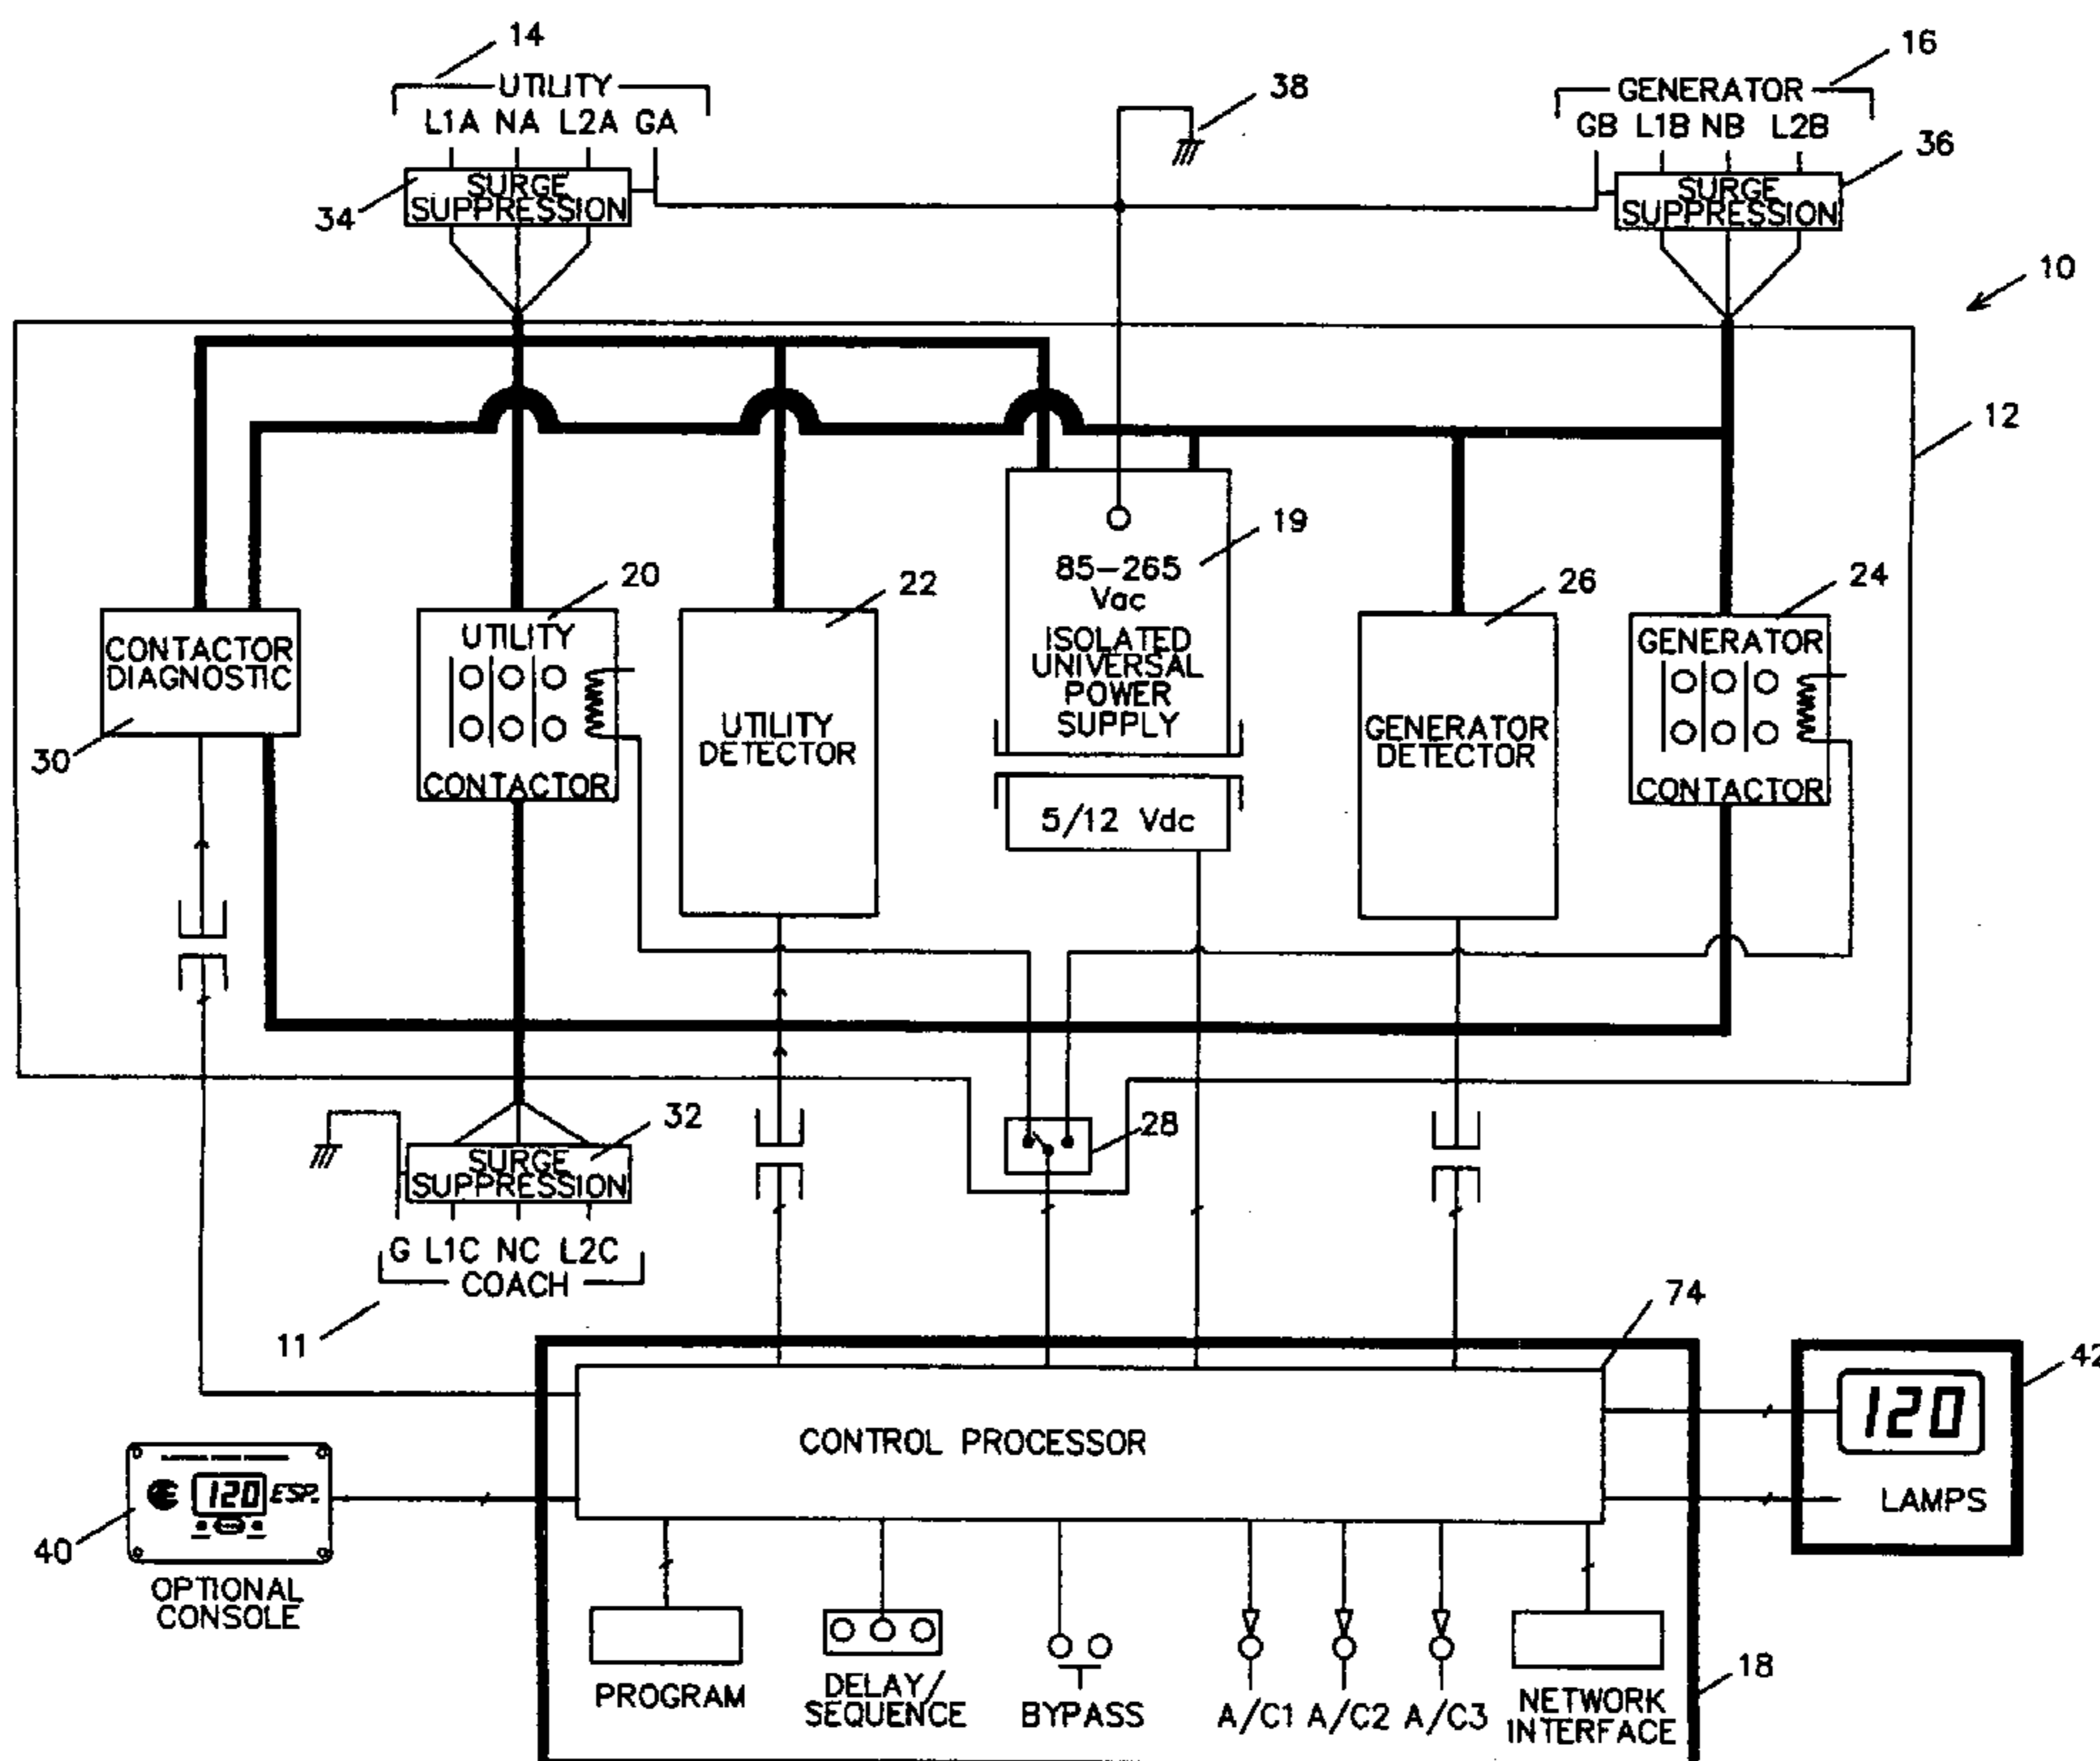 14
UTILITY
L1A NA L2A GA
38
16
GENERATOR
GB L1B NB L2B
34
SURGE
SUPPRESSION
36
SURGE
SUPPRESSION
10
12
19
85-265
Vac
ISOLATED
UNIVERSAL
POWER
SUPPLY
5/12 Vdc
CONTACTOR
DIAGNOSTIC
30
20
UTILITY
CONTACTOR
22
UTILITY
DETECTOR
26
GENERATOR
DETECTOR
24
GENERATOR
CONTACTOR
32
SURGE
SUPPRESSION
G L1C NC L2C
COACH
11
28
74
CONTROL PROCESSOR
42
120
LAMPS
120 ESP.
40
OPTIONAL
CONSOLE
PROGRAM
DELAY/
SEQUENCE
BYPASS
A/C1 A/C2 A/C3
NETWORK
INTERFACE
18